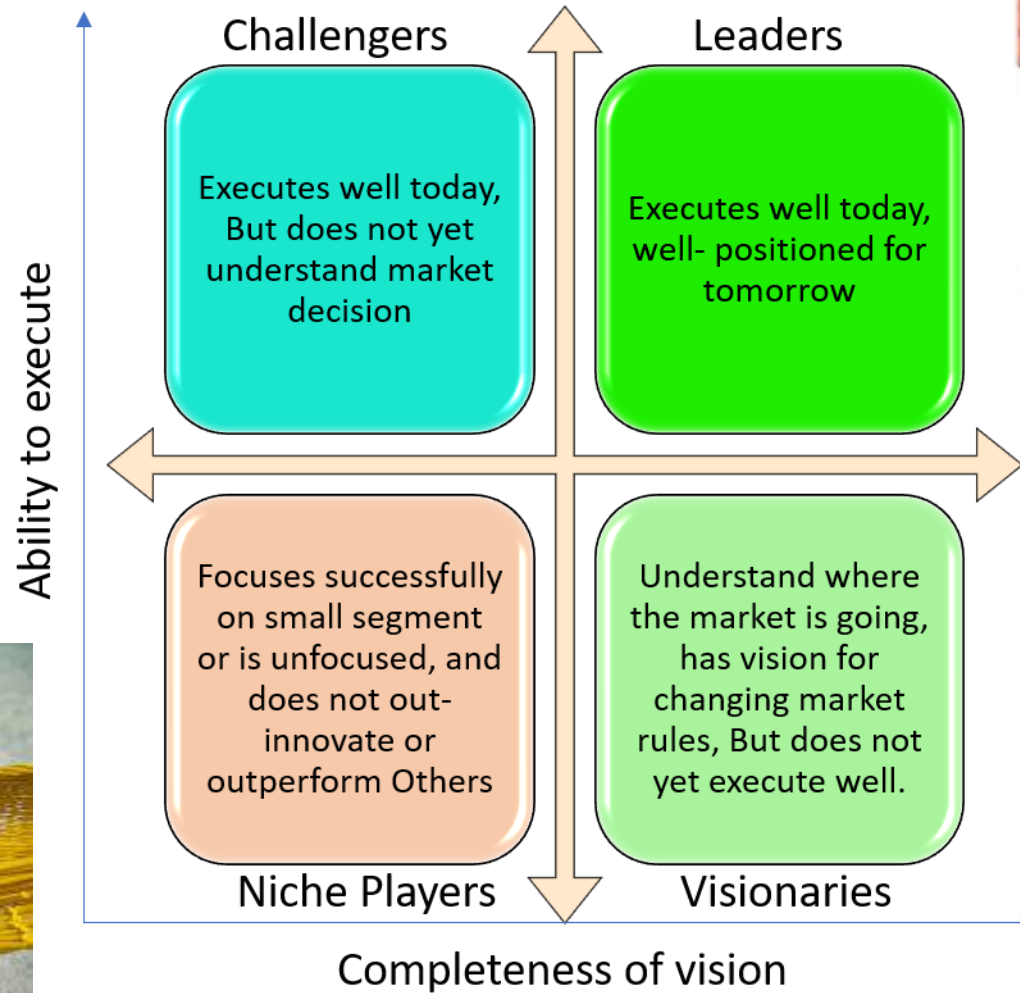 Challengers
Leaders
Executes well today,
But does not yet
understand market
decision
Executes well today,
well- positioned for
tomorrow
Ability to execute
Focuses successfully
on small segment
or is unfocused, and
does not out-
innovate or
outperform Others
Understand where
the market is going,
has vision for
changing market
rules, But does not
yet execute well.
Niche Players
Visionaries
Completeness of vision